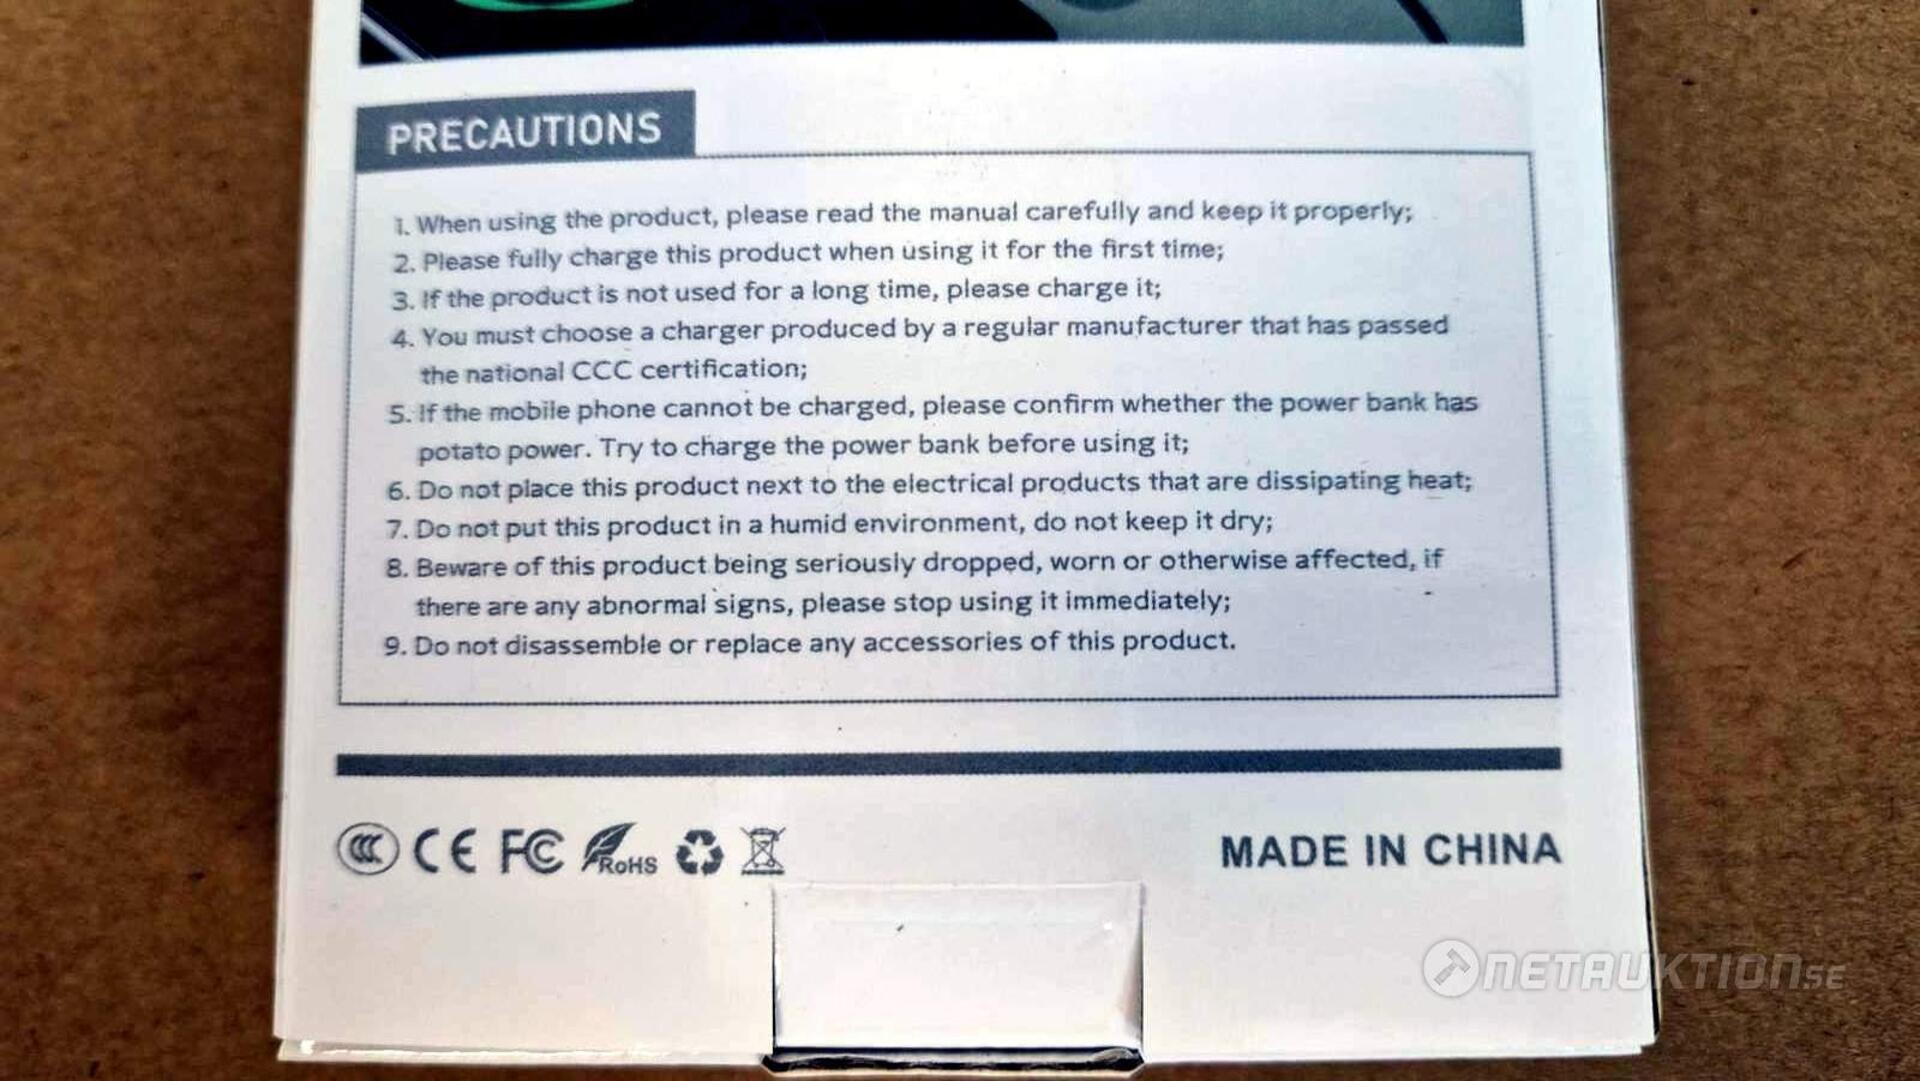 PRECAUTIONS
1. When using the product, please read the manual carefully and keep it properly;
2. Please fully charge this product when using it for the first time;
3. If the product is not used for a long time, please charge it;
4. You must choose a charger produced by a regular manufacturer that has passed
the national CCC certification;
5. If the mobile phone cannot be charged, please confirm whether the power bank has
potato power. Try to charge the power bank before using it;
6. Do not place this product next to the electrical products that are dissipating heat;
7. Do not put this product in a humid environment, do not keep it dry;
8. Beware of this product being seriously dropped, worn or otherwise affected, if
there are any abnormal signs, please stop using it immediately;
9. Do not disassemble or replace any accessories of this product.
CCC CE FC RoHS
MADE IN CHINA
NETAUKTION.SE